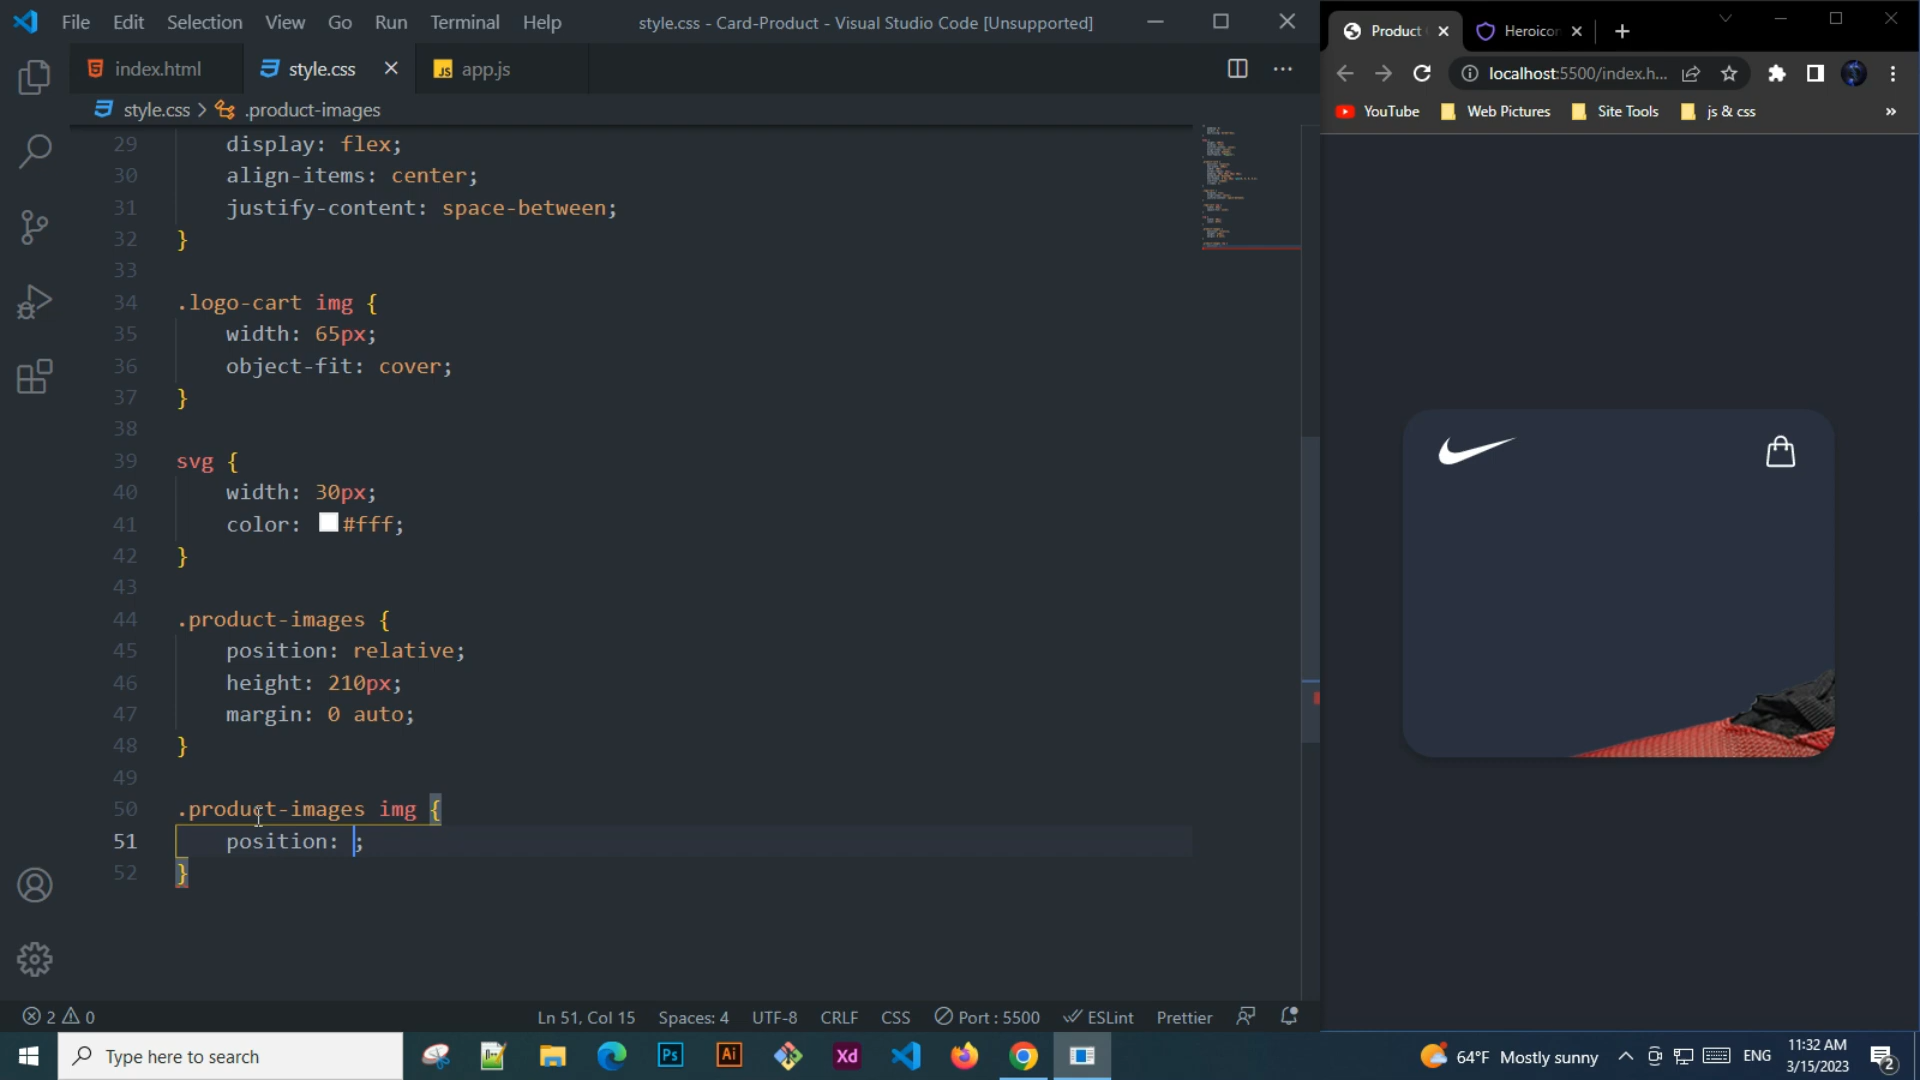 File Edit Selection View Go Run Terminal Help
style.css - Card-Product - Visual Studio Code [Unsupported]
index.html
style.css
JS app.js
style.css > .product-images
29 display: flex;
30 align-items: center;
31 justify-content: space-between;
32 }
33
34 .logo-cart img {
35 width: 65px;
36 object-fit: cover;
37 }
38
39 svg {
40 width: 30px;
41 color: #fff;
42 }
43
44 .product-images {
45 position: relative;
46 height: 210px;
47 margin: 0 auto;
48 }
49
50 .product-images img {
51 position: ;
52 }
2 0
Ln 51, Col 15 Spaces: 4 UTF-8 CRLF CSS Port : 5500 ESLint Prettier
Product
Heroicon
localhost:5500/index.h...
YouTube Web Pictures Site Tools js & css »
Type here to search
Ps Ai Xd
64°F Mostly sunny
ENG
11:32 AM
3/15/2023
2